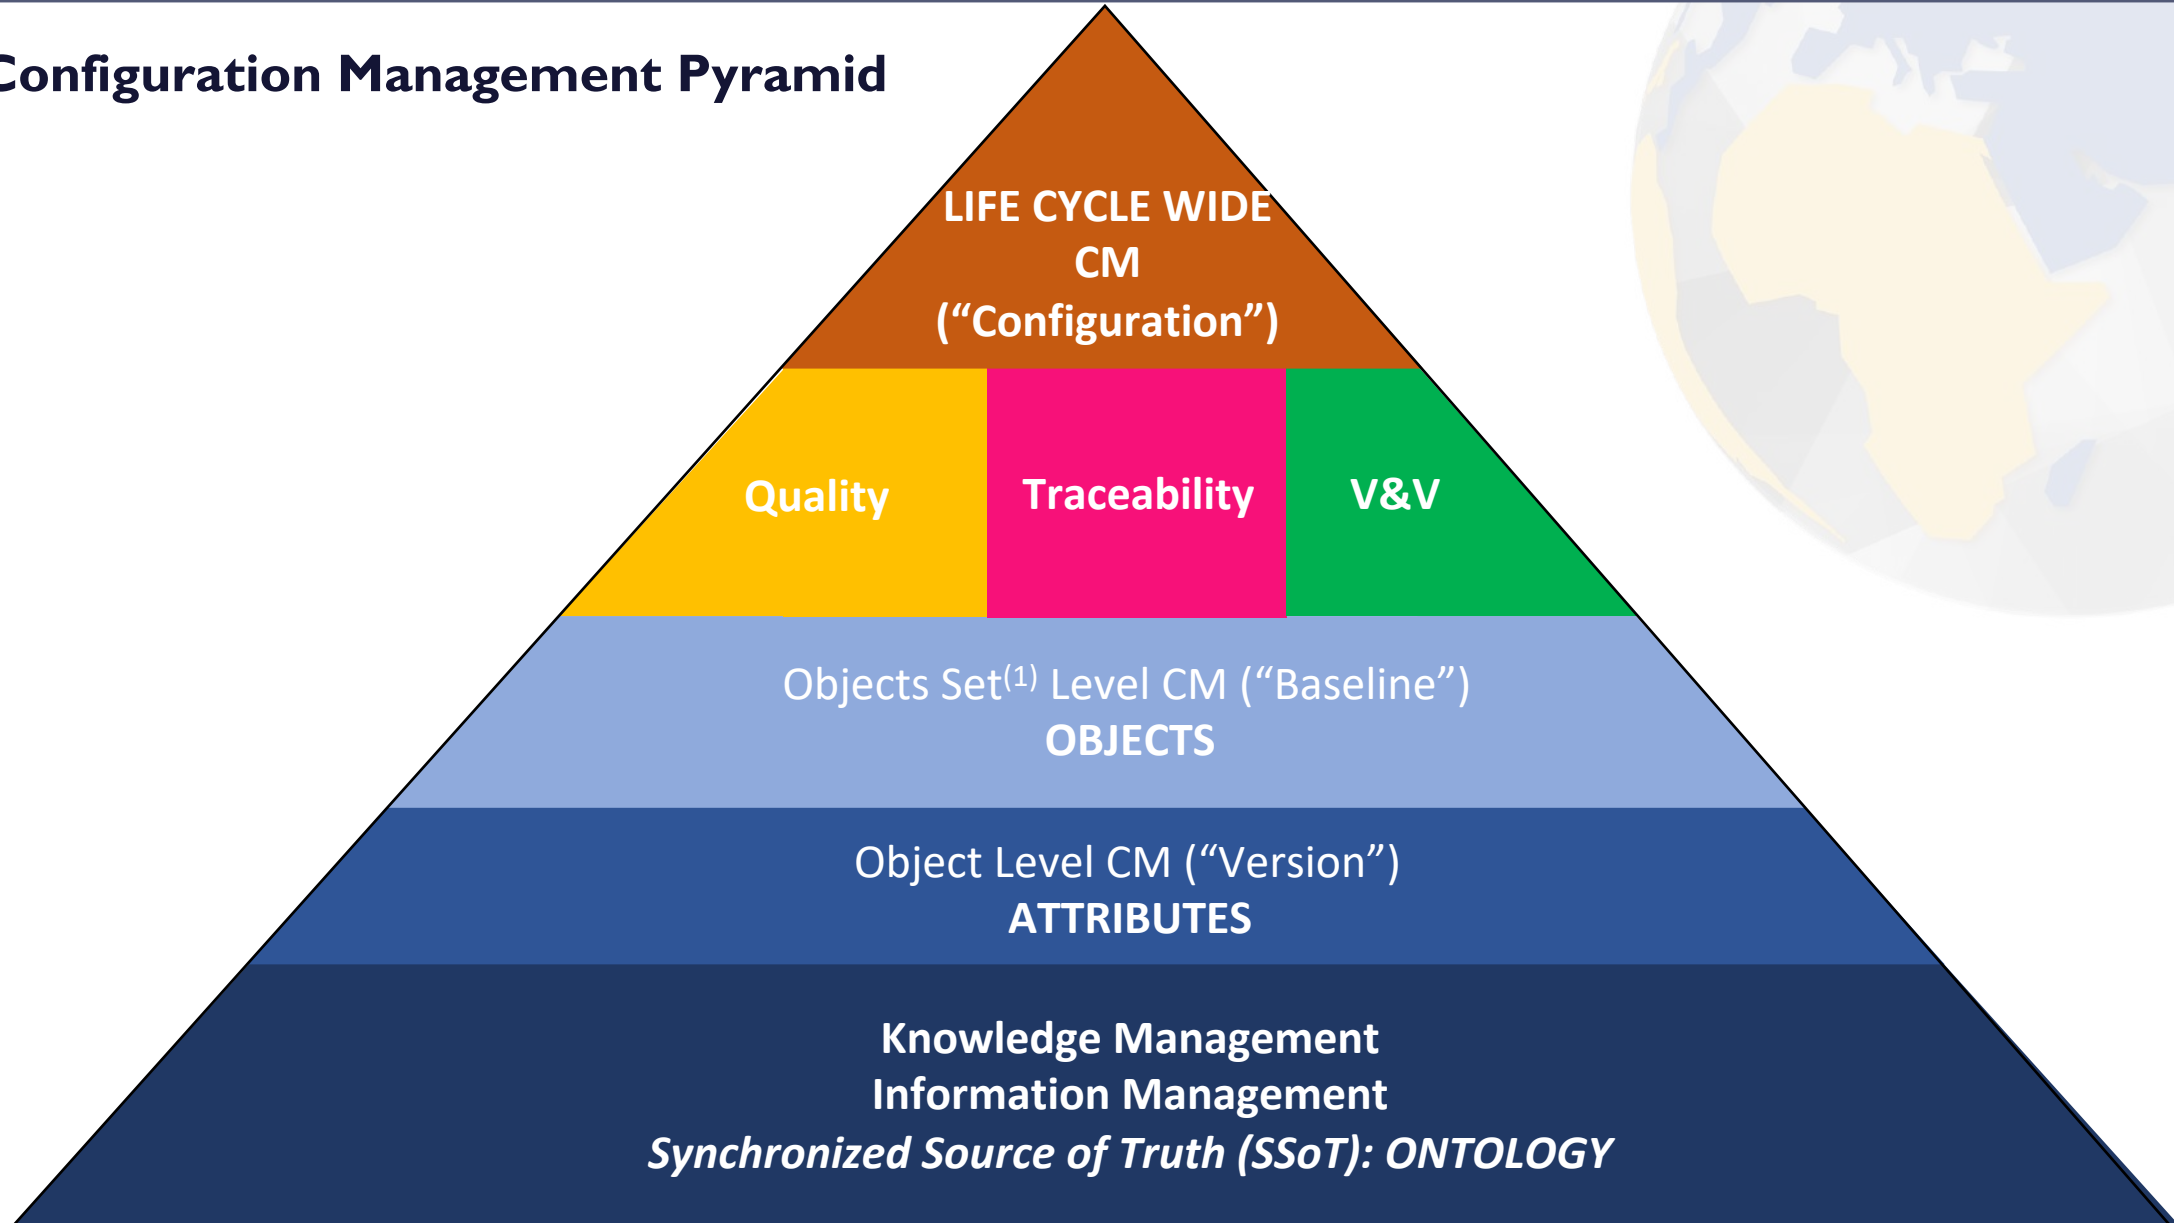 Configuration Management Pyramid
LIFE CYCLE WIDE
CM
(“Configuration”)
Quality
Traceability
V&V
Objects Set(1) Level CM (“Baseline”)
OBJECTS
Object Level CM (“Version”)
ATTRIBUTES
Knowledge Management
Information Management
Synchronized Source of Truth (SSoT): ONTOLOGY